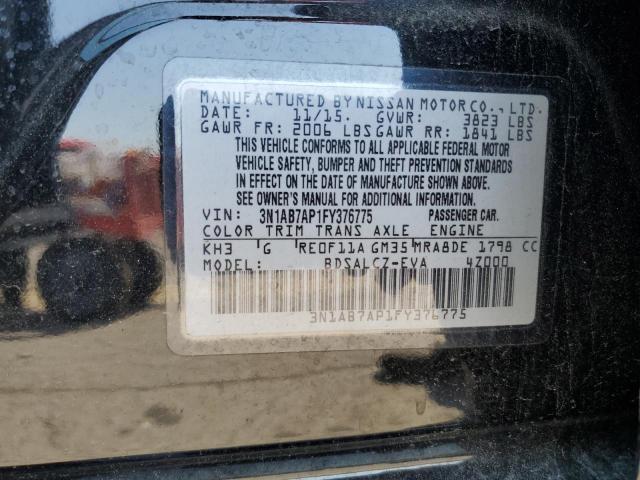 MANUFACTURED BY NISSAN MOTOR CO., LTD.
DATE: 11/15. GVWR: 3823 LBS
GAWR FR: 2006 LBS GAWR RR: 1841 LBS
THIS VEHICLE CONFORMS TO ALL APPLICABLE FEDERAL MOTOR
VEHICLE SAFETY, BUMPER AND THEFT PREVENTION STANDARDS
IN EFFECT ON THE DATE OF MANUFACTURE SHOWN ABOVE.
SEE OWNER'S MANUAL FOR ADDITIONAL INFORMATION.
VIN: 3N1AB7AP1FY376775 PASSENGER CAR.
COLOR TRIM TRANS AXLE ENGINE
KH3 G RE0F11A GM35 MRA8DE 1798 CC
MODEL: BDSALCZ-EVA 4Z000
3N1AB7AP1FY376775